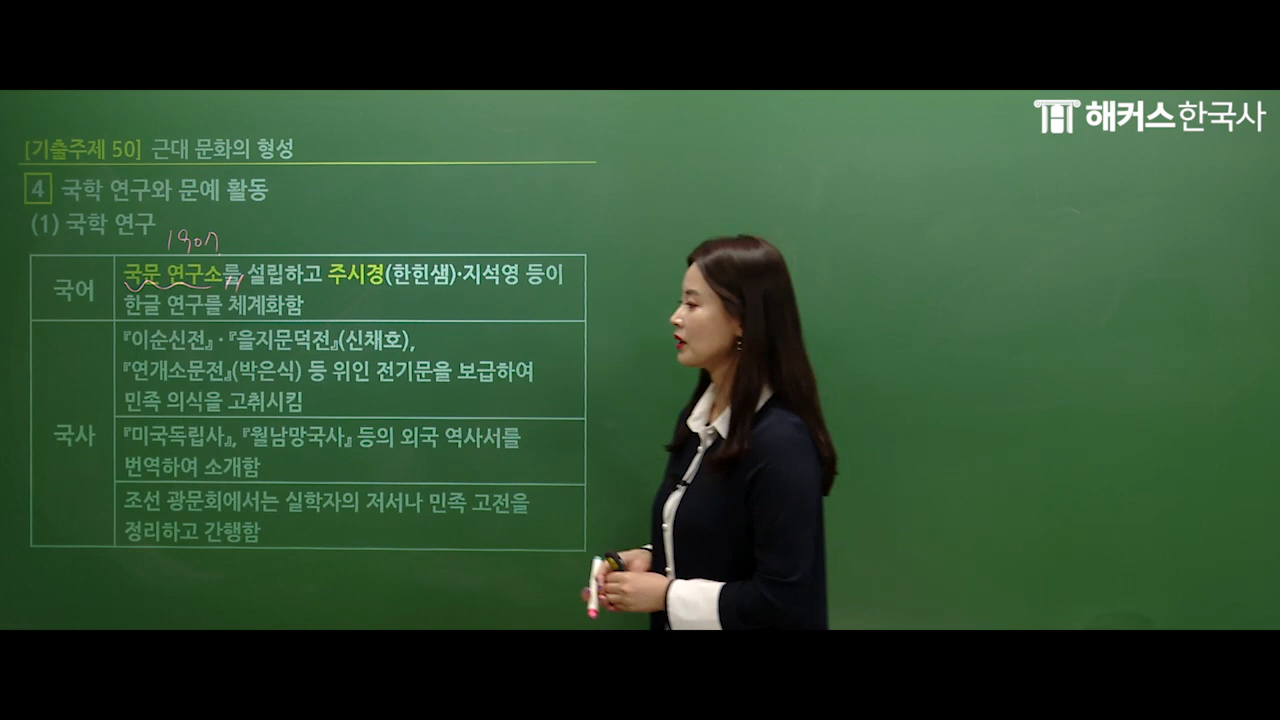 해커스한국사
[기출주제 50] 근대 문화의 형성
4 국학 연구와 문예 활동
(1) 국학 연구
1907
국어
국문 연구소를 설립하고 주시경(한힌샘)·지석영 등이
한글 연구를 체계화함
국사
『이순신전』·『을지문덕전』(신채호),
『연개소문전』(박은식) 등 위인 전기문을 보급하여
민족 의식을 고취시킴
『미국독립사』, 『월남망국사』 등의 외국 역사서를
번역하여 소개함
조선 광문회에서는 실학자의 저서나 민족 고전을
정리하고 간행함